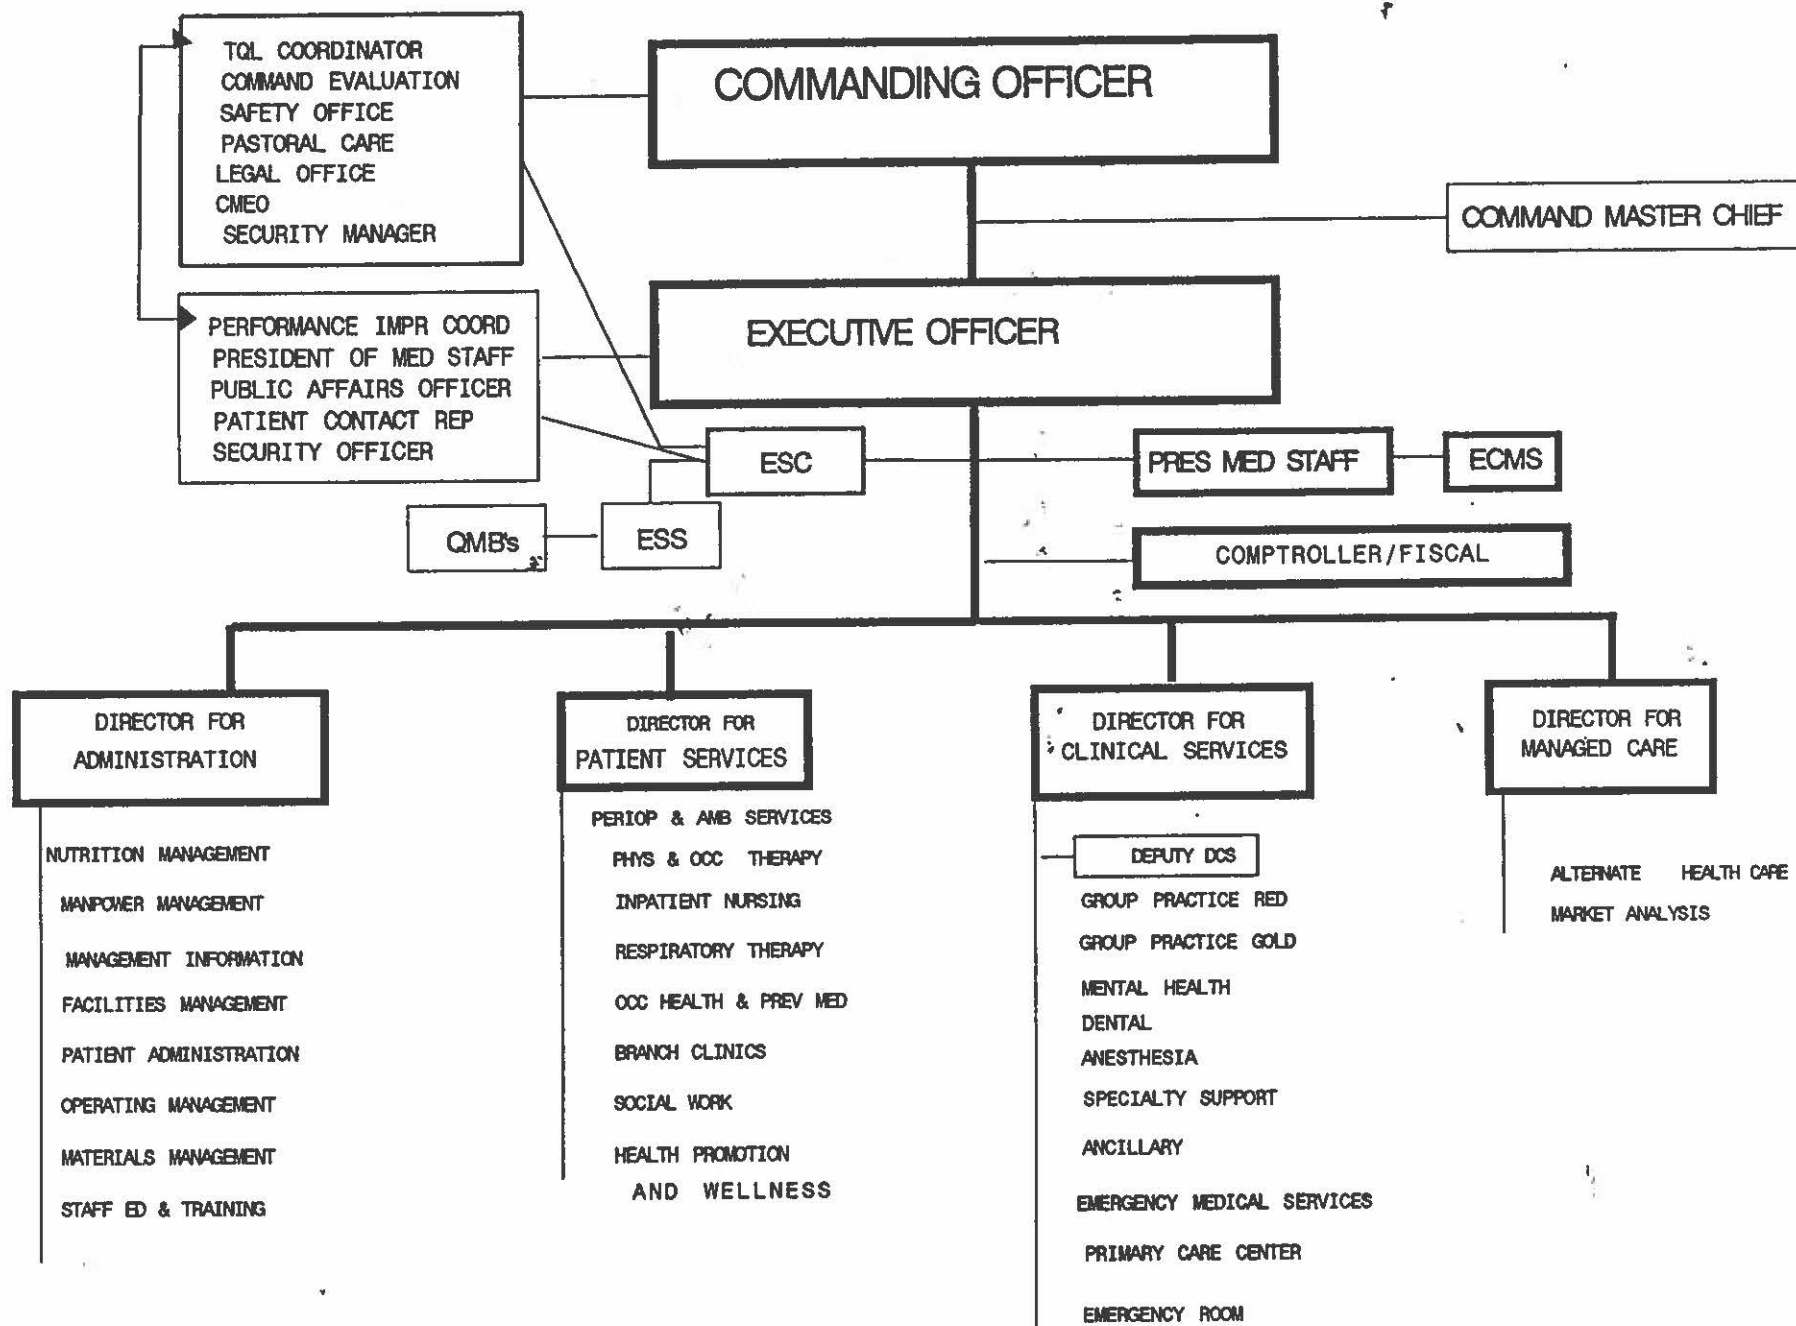 TQL COORDINATOR
COMMAND EVALUATION
SAFETY OFFICE
PASTORAL CARE
LEGAL OFFICE
CMEO
SECURITY MANAGER
COMMANDING OFFICER
COMMAND MASTER CHIEF
PERFORMANCE IMPR COORD
PRESIDENT OF MED STAFF
PUBLIC AFFAIRS OFFICER
PATIENT CONTACT REP
SECURITY OFFICER
EXECUTIVE OFFICER
ESC
PRES MED STAFF
ECMS
QMB's
ESS
COMPTROLLER/FISCAL
DIRECTOR FOR
ADMINISTRATION
NUTRITION MANAGEMENT
MANPOWER MANAGEMENT
MANAGEMENT INFORMATION
FACILITIES MANAGEMENT
PATIENT ADMINISTRATION
OPERATING MANAGEMENT
MATERIALS MANAGEMENT
STAFF ED & TRAINING
DIRECTOR FOR
PATIENT SERVICES
PERIOP & AMB SERVICES
PHYS & OCC THERAPY
INPATIENT NURSING
RESPIRATORY THERAPY
OCC HEALTH & PREV MED
BRANCH CLINICS
SOCIAL WORK
HEALTH PROMOTION
AND WELLNESS
DIRECTOR FOR
CLINICAL SERVICES
DEPUTY DCS
GROUP PRACTICE RED
GROUP PRACTICE GOLD
MENTAL HEALTH
DENTAL
ANESTHESIA
SPECIALTY SUPPORT
ANCILLARY
EMERGENCY MEDICAL SERVICES
PRIMARY CARE CENTER
EMERGENCY ROOM
DIRECTOR FOR
MANAGED CARE
ALTERNATE HEALTH CARE
MARKET ANALYSIS